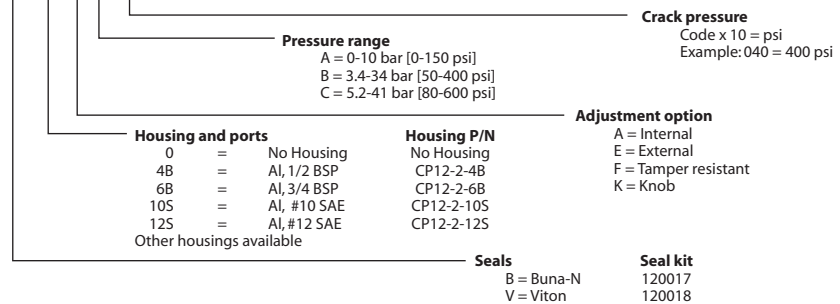 Crack pressure
Code x 10 = psi
Example: 040 = 400 psi
Pressure range
A = 0-10 bar [0-150 psi]
B = 3.4-34 bar [50-400 psi]
C = 5.2-41 bar [80-600 psi]
Adjustment option
A = Internal
E = External
F = Tamper resistant
K = Knob
Housing and ports Housing P/N
0 = No Housing No Housing
4B = Al, 1/2 BSP CP12-2-4B
6B = Al, 3/4 BSP CP12-2-6B
10S = Al, #10 SAE CP12-2-10S
12S = Al, #12 SAE CP12-2-12S
Other housings available
Seals Seal kit
B = Buna-N 120017
V = Viton 120018